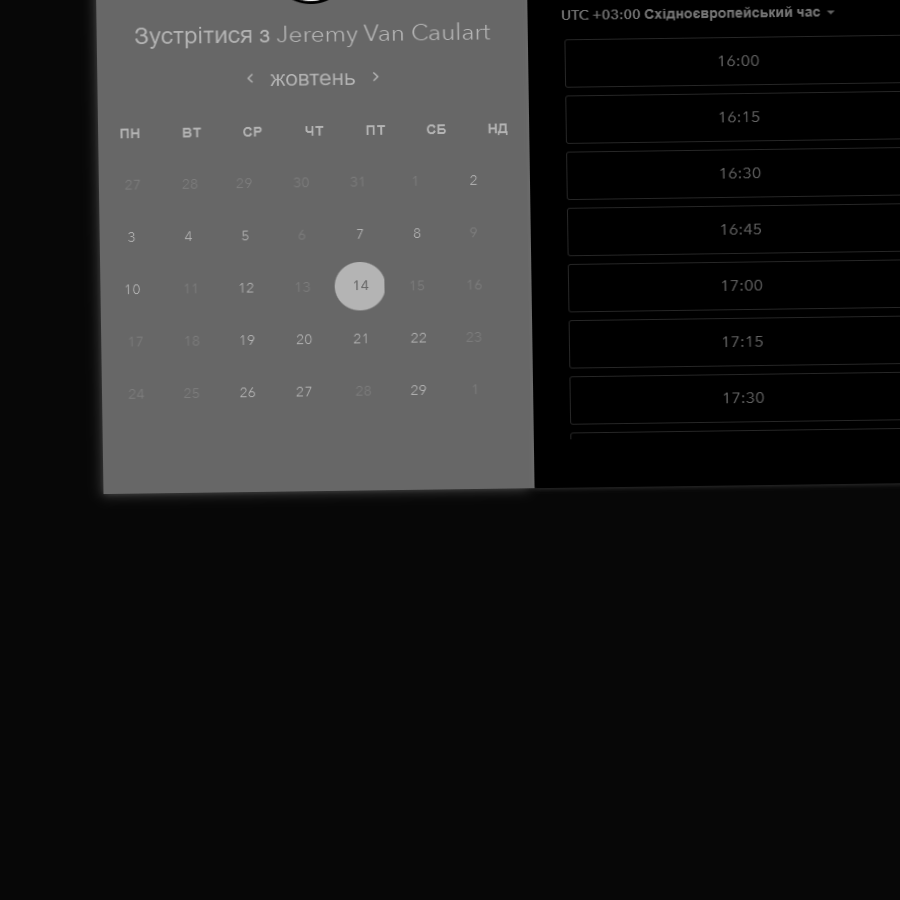 Зустрітися з Jeremy Van Caulart
жовтень
ПН ВТ СР ЧТ ПТ СБ НД
27 28 29 30 31 1 2
3 4 5 6 7 8 9
10 11 12 13 14 15 16
17 18 19 20 21 22 23
24 25 26 27 28 29 1
UTC +03:00 Східноєвропейський час
16:00
16:15
16:30
16:45
17:00
17:15
17:30